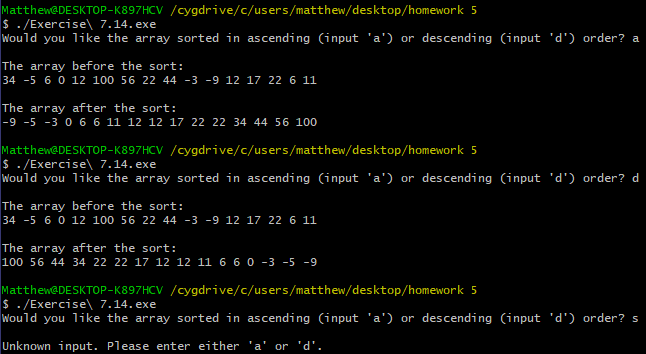 Matthew@DESKTOP-K897HCV /cygdrive/c/users/matthew/desktop/homework 5
$ ./Exercise\ 7.14.exe
Would you like the array sorted in ascending (input 'a') or descending (input 'd') order? a
The array before the sort:
34 -5 6 0 12 100 56 22 44 -3 -9 12 17 22 6 11
The array after the sort:
-9 -5 -3 0 6 6 11 12 12 17 22 22 34 44 56 100
Matthew@DESKTOP-K897HCV /cygdrive/c/users/matthew/desktop/homework 5
$ ./Exercise\ 7.14.exe
Would you like the array sorted in ascending (input 'a') or descending (input 'd') order? d
The array before the sort:
34 -5 6 0 12 100 56 22 44 -3 -9 12 17 22 6 11
The array after the sort:
100 56 44 34 22 22 17 12 12 11 6 6 0 -3 -5 -9
Matthew@DESKTOP-K897HCV /cygdrive/c/users/matthew/desktop/homework 5
$ ./Exercise\ 7.14.exe
Would you like the array sorted in ascending (input 'a') or descending (input 'd') order? s
Unknown input. Please enter either 'a' or 'd'.